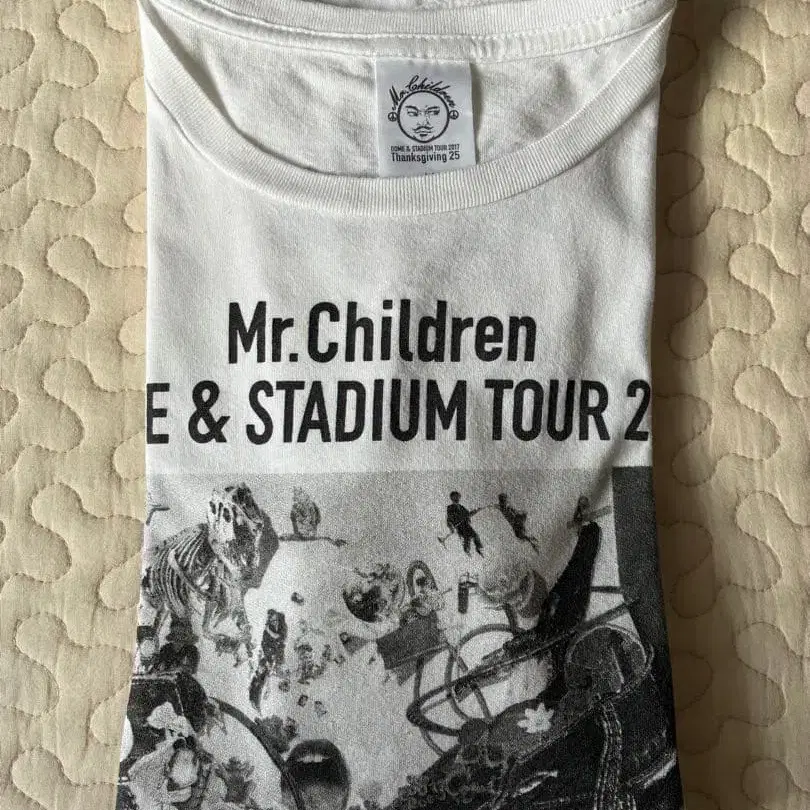 Mr.Children
DOME & STADIUM TOUR 2017
Thanksgiving 25
Mr.Children
E & STADIUM TOUR 2